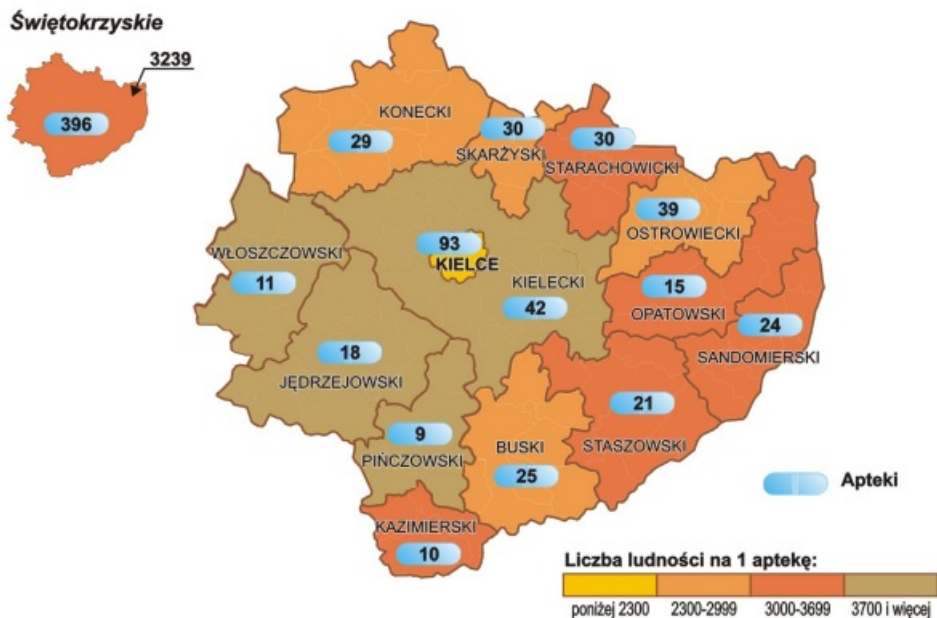 Świętokrzyskie
3239
396
KONECKI
29
30
SKARŻYSKI
30
STARACHOWICKI
39
OSTROWIECKI
WŁOSZCZOWSKI
11
93
KIELCE
KIELECKI
42
15
OPATOWSKI
24
SANDOMIERSKI
18
JĘDRZEJOWSKI
21
STASZOWSKI
9
PIŃCZOWSKI
BUSKI
25
Apteki
KAZIMIERSKI
10
Liczba ludności na 1 aptekę:
poniżej 2300 2300-2999 3000-3699 3700 i więcej